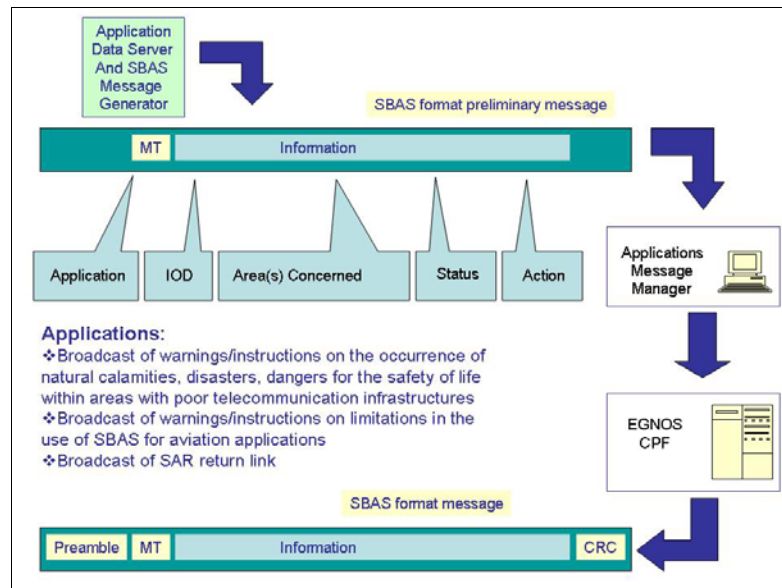 Application
Data Server
And SBAS
Message
Generator
SBAS format preliminary message
MT
Information
Application
IOD
Area(s) Concerned
Status
Action
Applications
Message
Manager
Applications:
❖Broadcast of warnings/instructions on the occurrence of
natural calamities, disasters, dangers for the safety of life
within areas with poor telecommunication infrastructures
❖Broadcast of warnings/instructions on limitations in the
use of SBAS for aviation applications
❖Broadcast of SAR return link
EGNOS
CPF
SBAS format message
Preamble
MT
Information
CRC